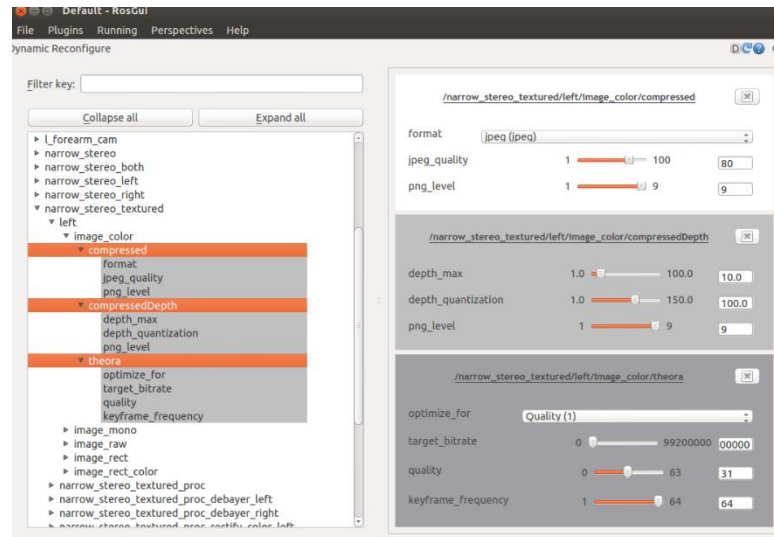 Default - RosGui
File Plugins Running Perspectives Help
Dynamic Reconfigure
D
Filter key:
Collapse all Expand all
l_forearm_cam
narrow_stereo
narrow_stereo_both
narrow_stereo_left
narrow_stereo_right
narrow_stereo_textured
left
image_color
compressed
format
jpeg_quality
png_level
compressedDepth
depth_max
depth_quantization
png_level
theora
optimize_for
target_bitrate
quality
keyframe_frequency
image_mono
image_raw
image_rect
image_rect_color
narrow_stereo_textured_proc
narrow_stereo_textured_proc_debayer_left
narrow_stereo_textured_proc_debayer_right
narrow_stereo_textured_proc_rectify_color_left
/narrow_stereo_textured/left/image_color/compressed
format jpeg (jpeg)
jpeg_quality 1 100 80
png_level 1 9 9
/narrow_stereo_textured/left/image_color/compressedDepth
depth_max 1.0 100.0 10.0
depth_quantization 1.0 150.0 100.0
png_level 1 9 9
/narrow_stereo_textured/left/image_color/theora
optimize_for Quality (1)
target_bitrate 0 99200000 00000
quality 0 63 31
keyframe_frequency 1 64 64